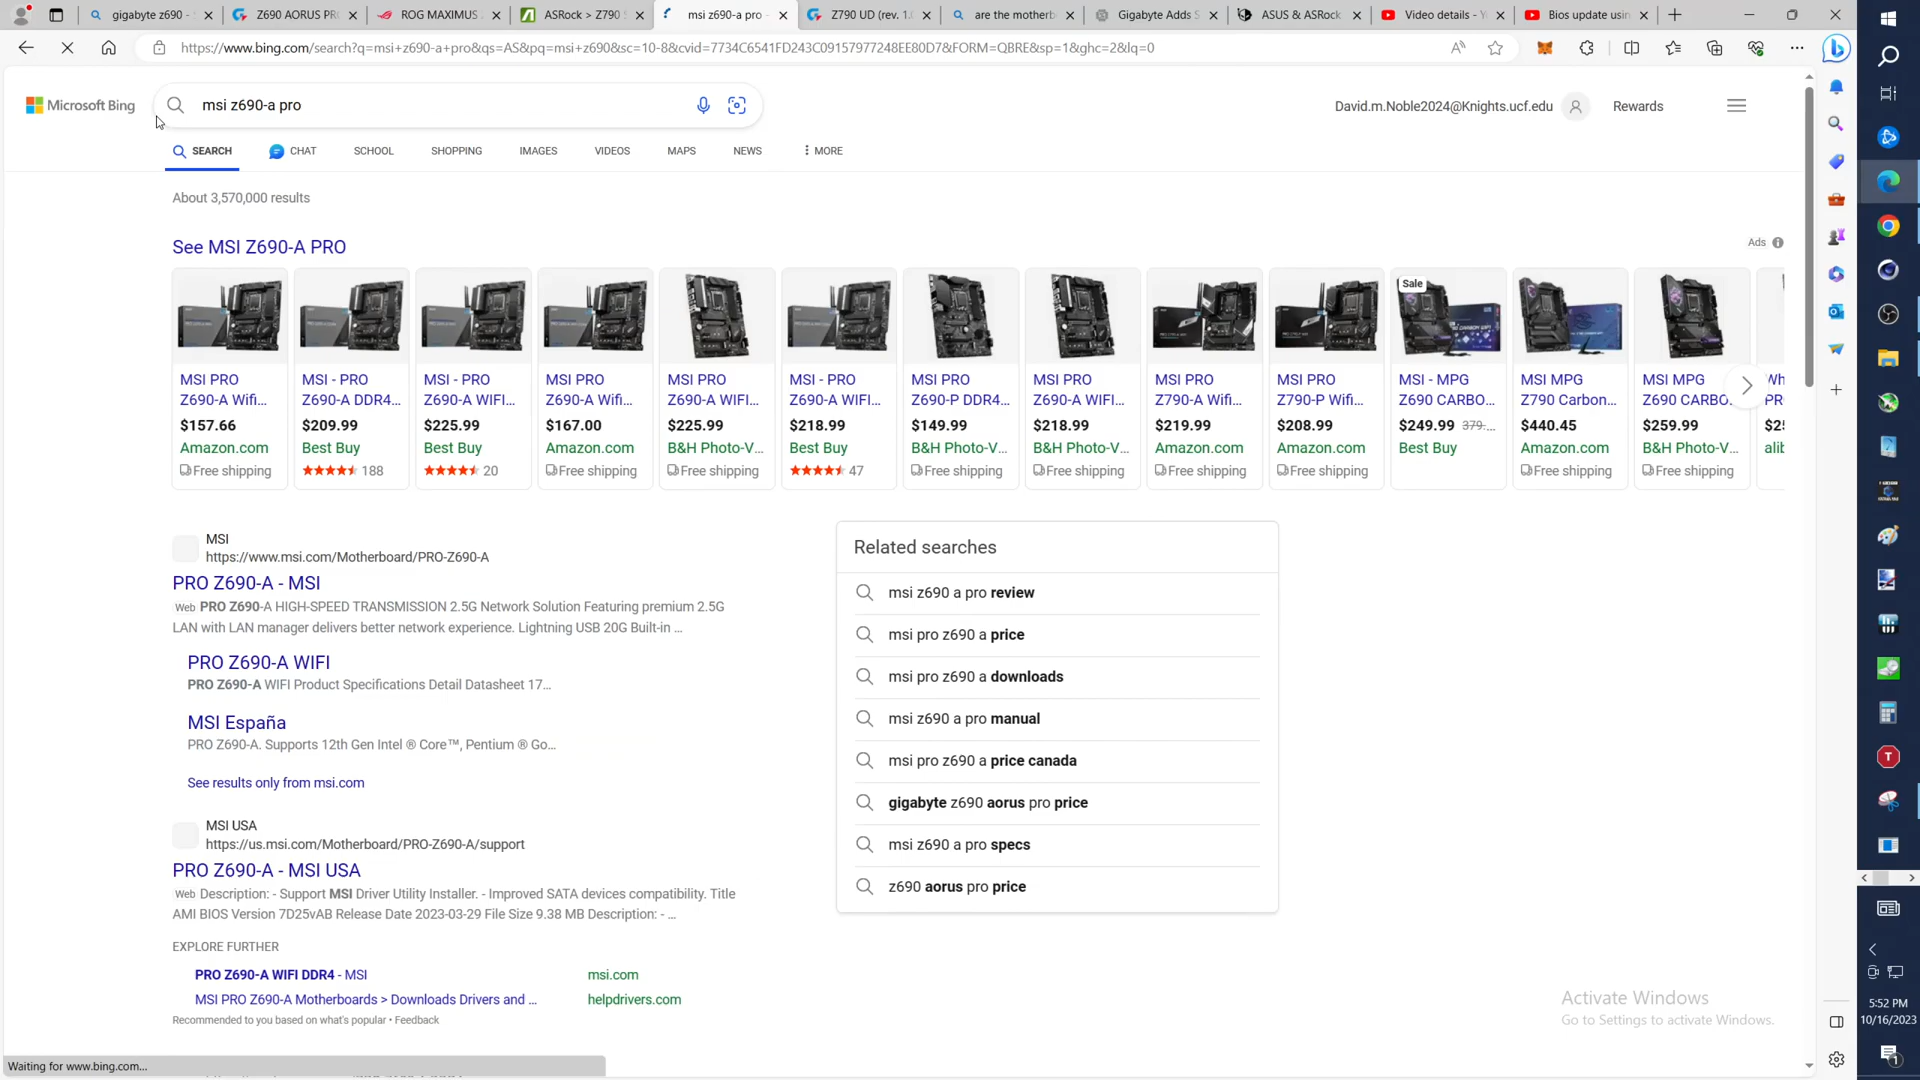 gigabyte z690 -
Z690 AORUS PR
ROG MAXIMUS
ASRock > Z790
msi z690-a pro -
Z790 UD (rev. 1.
are the motherb
Gigabyte Adds S
ASUS & ASRock
Video details - Y
Bios update usin
https://www.bing.com/search?q=msi+z690-a+pro&qs=AS&pq=msi+z690&sc=10-8&cvid=7734C6541FD243C09157977248EE80D7&FORM=QBRE&sp=1&ghc=2&lq=0
Microsoft Bing
msi z690-a pro
David.m.Noble2024@Knights.ucf.edu
Rewards
SEARCH
CHAT
SCHOOL
SHOPPING
IMAGES
VIDEOS
MAPS
NEWS
MORE
About 3,570,000 results
See MSI Z690-A PRO
Ads
MSI PRO
Z690-A Wifi...
$157.66
Amazon.com
Free shipping
MSI - PRO
Z690-A DDR4...
$209.99
Best Buy
188
MSI - PRO
Z690-A WIFI...
$225.99
Best Buy
20
MSI PRO
Z690-A Wifi...
$167.00
Amazon.com
Free shipping
MSI PRO
Z690-A WIFI...
$225.99
B&H Photo-V...
Free shipping
MSI - PRO
Z690-A WIFI...
$218.99
Best Buy
47
MSI PRO
Z690-P DDR4...
$149.99
B&H Photo-V...
Free shipping
MSI PRO
Z690-A WIFI...
$218.99
B&H Photo-V...
Free shipping
MSI PRO
Z790-A Wifi...
$219.99
Amazon.com
Free shipping
MSI PRO
Z790-P Wifi...
$208.99
Amazon.com
Free shipping
Sale
MSI - MPG
Z690 CARBO...
$249.99 379-...
Best Buy
MSI MPG
Z790 Carbon...
$440.45
Amazon.com
Free shipping
MSI MPG
Z690 CARBO...
$259.99
B&H Photo-V...
Free shipping
Wh
PR
$25
alib
MSI
https://www.msi.com/Motherboard/PRO-Z690-A
PRO Z690-A - MSI
Web PRO Z690-A HIGH-SPEED TRANSMISSION 2.5G Network Solution Featuring premium 2.5G
LAN with LAN manager delivers better network experience. Lightning USB 20G Built-in ...
PRO Z690-A WIFI
PRO Z690-A WIFI Product Specifications Detail Datasheet 17...
MSI España
PRO Z690-A. Supports 12th Gen Intel ® Core™, Pentium ® Go...
See results only from msi.com
MSI USA
https://us.msi.com/Motherboard/PRO-Z690-A/support
PRO Z690-A - MSI USA
Web Description: - Support MSI Driver Utility Installer. - Improved SATA devices compatibility. Title
AMI BIOS Version 7D25vAB Release Date 2023-03-29 File Size 9.38 MB Description: - ...
EXPLORE FURTHER
PRO Z690-A WIFI DDR4 - MSI
msi.com
MSI PRO Z690-A Motherboards > Downloads Drivers and ...
helpdrivers.com
Recommended to you based on what's popular • Feedback
Related searches
msi z690 a pro review
msi pro z690 a price
msi pro z690 a downloads
msi z690 a pro manual
msi pro z690 a price canada
gigabyte z690 aorus pro price
msi z690 a pro specs
z690 aorus pro price
Activate Windows
Go to Settings to activate Windows.
Waiting for www.bing.com...
5:52 PM
10/16/2023
1